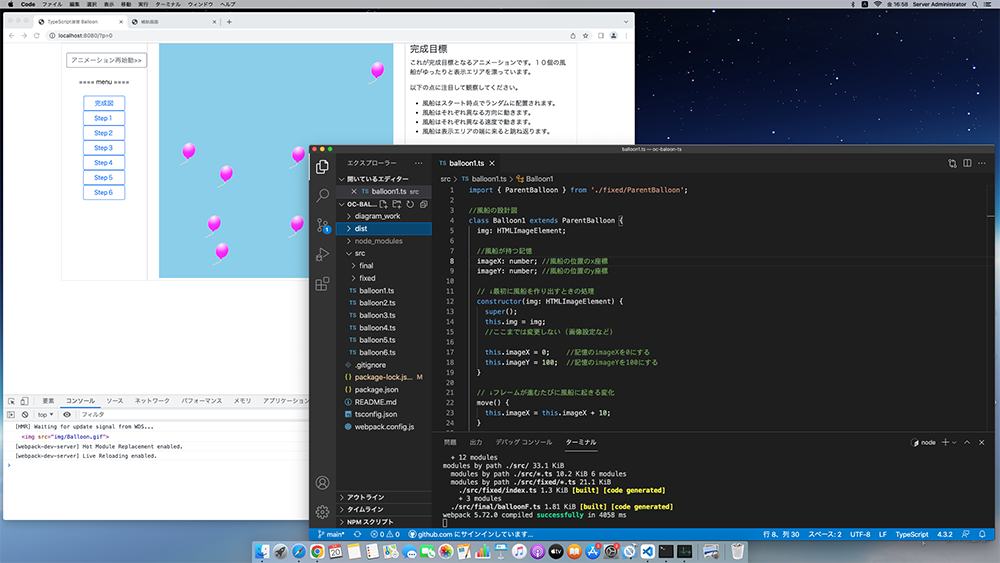 Code ファイル 編集 選択 表示 移動 実行 ターミナル ウィンドウ ヘルプ
金 16:58 Server Administrator
TypeScript演習 Balloon
補助画面
localhost:8080/?p=0
アニメーション再始動>>
==== menu ====
完成図
Step 1
Step 2
Step 3
Step 4
Step 5
Step 6
完成目標
これが完成目標となるアニメーションです。１０個の風
船がゆったりと表示エリアを漂っています。
以下の点に注目して観察してください。
• 風船はスタート時点でランダムに配置されます。
• 風船はそれぞれ異なる方向に動きます。
• 風船はそれぞれ異なる速度で動きます。
• 風船は表示エリアの端に来ると跳ね返ります。
要素 コンソール ソース ネットワーク パフォーマンス メモリ アプリケーション
top フィルタ
[HMR] Waiting for update signal from WDS...
<img src="img/Balloon.gif">
[webpack-dev-server] Hot Module Replacement enabled.
[webpack-dev-server] Live Reloading enabled.
balloon1.ts — oc-baloon-ts
エクスプローラー
開いているエディター
TS balloon1.ts src
OC-BAL...
diagram_work
dist
node_modules
src
final
fixed
TS balloon1.ts
TS balloon2.ts
TS balloon3.ts
TS balloon4.ts
TS balloon5.ts
TS balloon6.ts
.gitignore
package-lock.js... M
package.json
README.md
tsconfig.json
webpack.config.js
アウトライン
タイムライン
NPM スクリプト
TS balloon1.ts
src > TS balloon1.ts > Balloon1
1 import { ParentBalloon } from './fixed/ParentBalloon';
2
3 //風船の設計図
4 class Balloon1 extends ParentBalloon {
5 img: HTMLImageElement;
6
7 //風船が持つ記憶
8 imageX: number; //風船の位置のx座標
9 imageY: number; //風船の位置のy座標
10
11 // ↓最初に風船を作り出すときの処理
12 constructor(img: HTMLImageElement) {
13 super();
14 this.img = img;
15 //ここまでは変更しない（画像設定など）
16
17 this.imageX = 0; //記憶のimageXを0にする
18 this.imageY = 100; //記憶のimageYを100にする
19 }
20
21 // ↓フレームが進むたびに風船に起きる変化
22 move() {
23 this.imageX = this.imageX + 10;
24 }
問題 出力 デバッグ コンソール ターミナル
node
+ 12 modules
modules by path ./src/ 33.1 KiB
modules by path ./src/*.ts 10.2 KiB 6 modules
modules by path ./src/fixed/*.ts 21.1 KiB
./src/fixed/index.ts 1.3 KiB [built] [code generated]
+ 3 modules
./src/final/balloonF.ts 1.81 KiB [built] [code generated]
webpack 5.72.0 compiled successfully in 4058 ms
main* 0 0 github.com にサインインしています...
行 8、列 30 スペース: 2 UTF-8 LF TypeScript 4.3.2